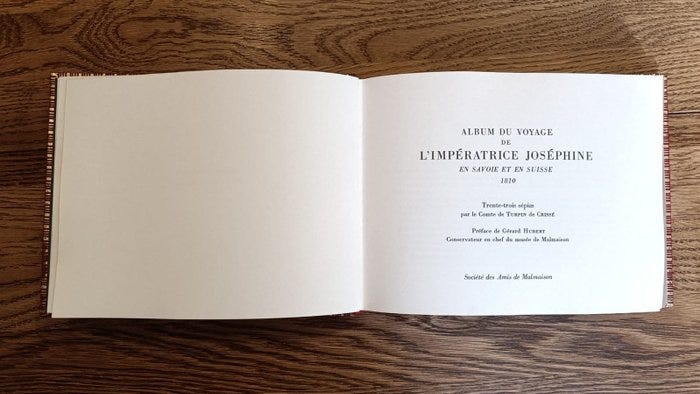 ALBUM DU VOYAGE
DE
L'IMPÉRATRICE JOSÉPHINE
EN SAVOIE ET EN SUISSE
1810
Trente-trois sépias
par le Comte de TURPIN de CRISSÉ
Préface de Gérard HUBERT
Conservateur en chef du musée de Malmaison
Société des Amis de Malmaison